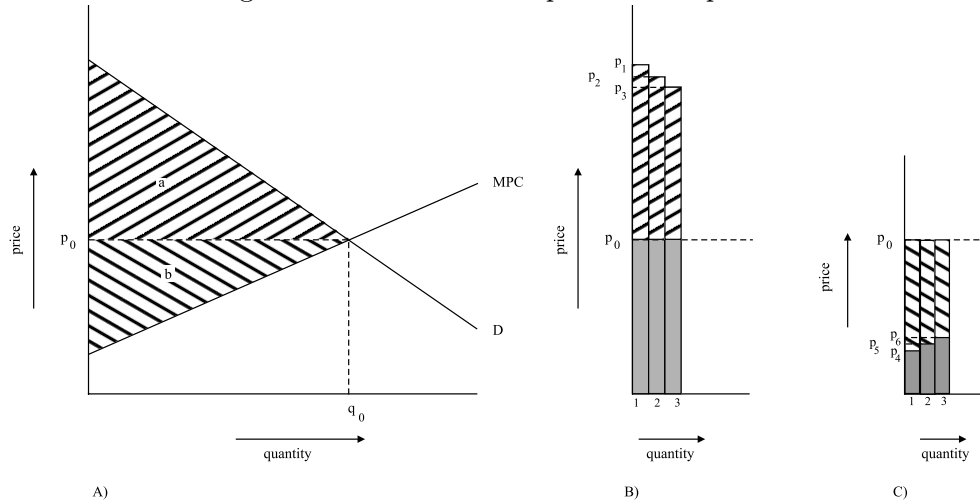 a
MPC
price
p0
b
D
q0
quantity
A)
p1
p2
p3
price
p0
1 2 3
quantity
B)
p0
price
p6
p5
p4
1 2 3
quantity
C)